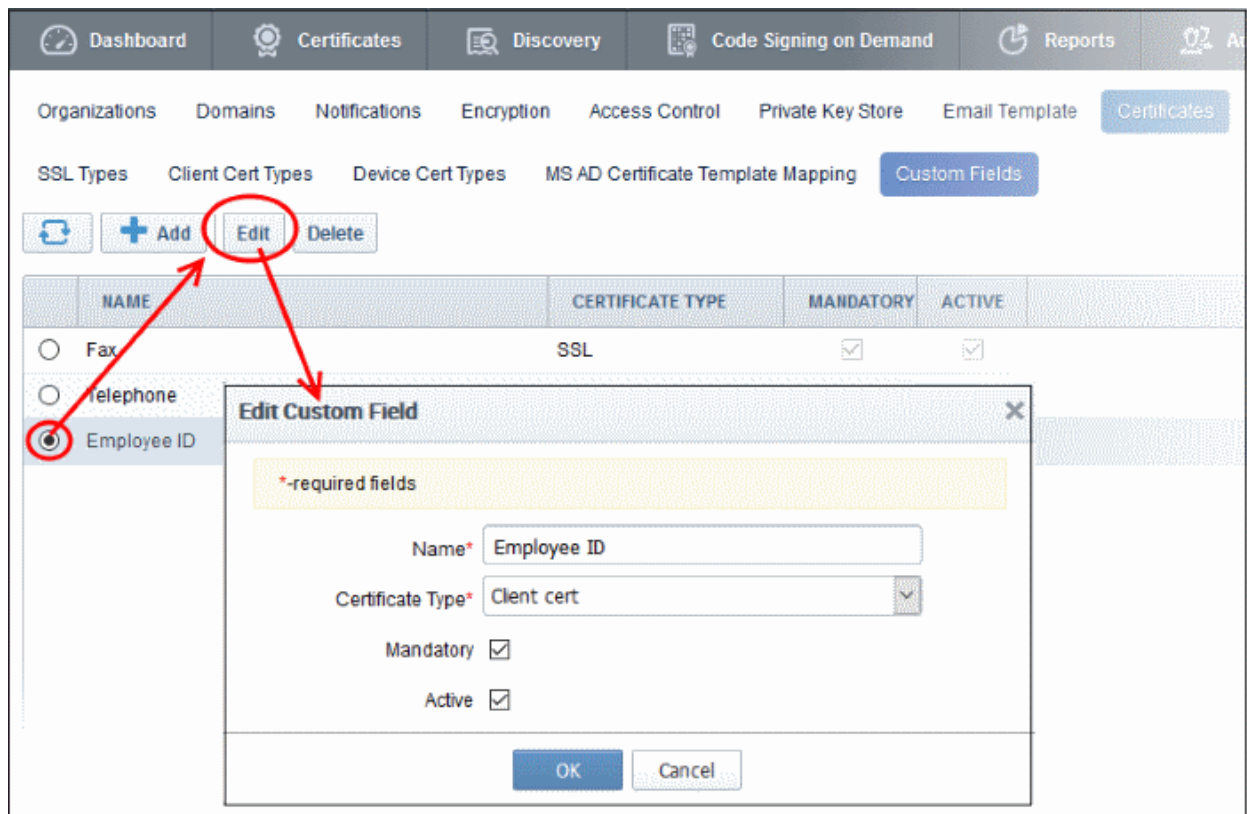 Dashboard Certificates Discovery Code Signing on Demand Reports
Organizations Domains Notifications Encryption Access Control Private Key Store Email Template Certificates
SSL Types Client Cert Types Device Cert Types MS AD Certificate Template Mapping Custom Fields
Add Edit Delete
NAME CERTIFICATE TYPE MANDATORY ACTIVE
Fax SSL
Telephone
Employee ID
Edit Custom Field
*-required fields
Name* Employee ID
Certificate Type* Client cert
Mandatory
Active
OK Cancel